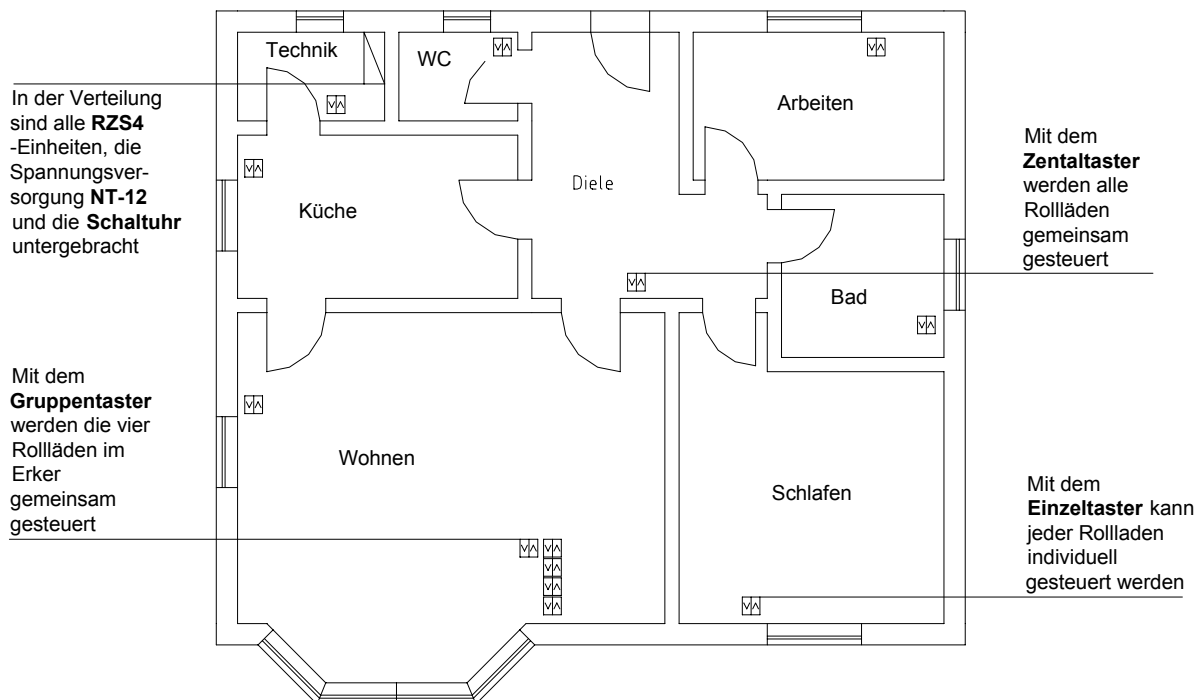 Technik
WC
Arbeiten
In der Verteilung
sind alle RZS4
-Einheiten, die
Spannungsver-
sorgung NT-12
und die Schaltuhr
untergebracht
Küche
Diele
Mit dem
Zentaltaster
werden alle
Rollläden
gemeinsam
gesteuert
Bad
Mit dem
Gruppentaster
werden die vier
Rollläden im
Erker
gemeinsam
gesteuert
Wohnen
Schlafen
Mit dem
Einzeltaster kann
jeder Rollladen
individuell
gesteuert werden